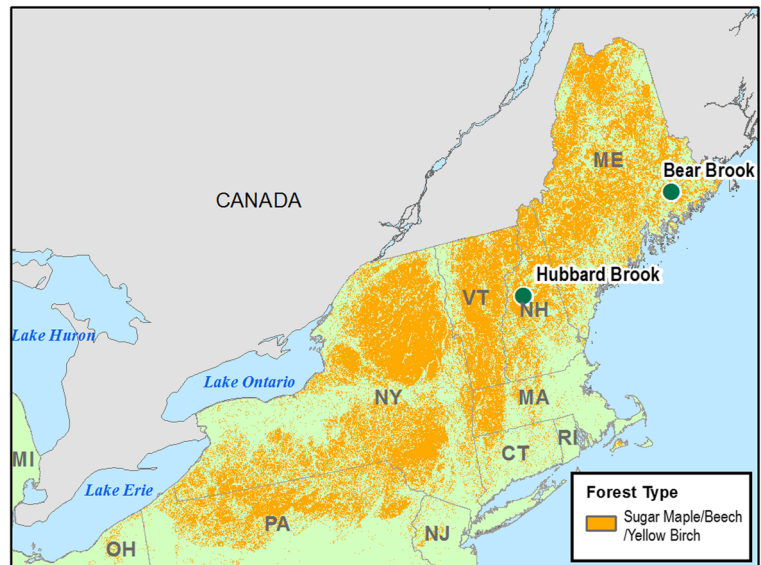 ME
Bear Brook
CANADA
Hubbard Brook
VT
NH
Lake Huron
Lake Ontario
NY
MA
RI
CT
MI
Lake Erie
PA
NJ
OH
Forest Type
Sugar Maple/Beech
/Yellow Birch